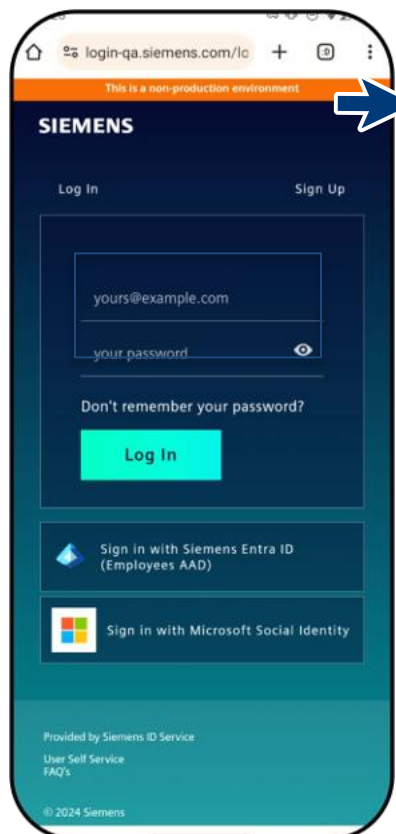 login-qa.siemens.com/lo
This is a non-production environment
SIEMENS
Log In
Sign Up
yours@example.com
your password
Don't remember your password?
Log In
Sign in with Siemens Entra ID
(Employees AAD)
Sign in with Microsoft Social Identity
Provided by Siemens ID Service
User Self Service
FAQ's
© 2024 Siemens